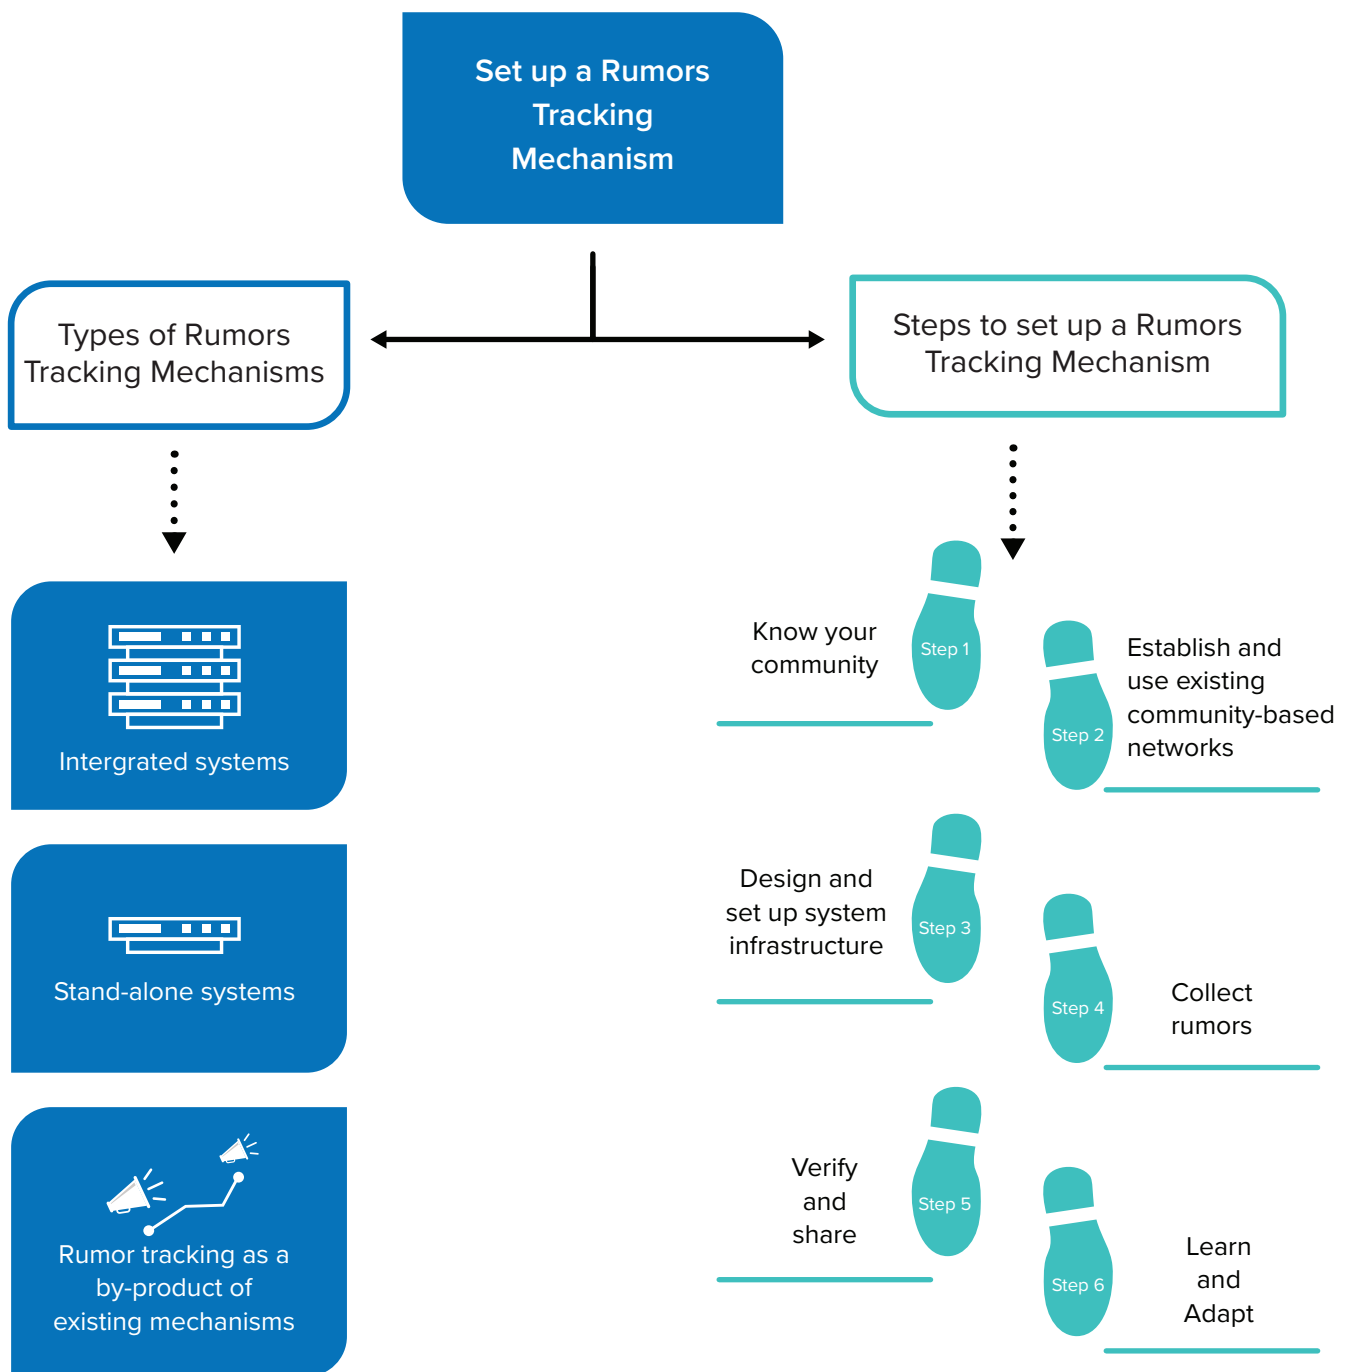 Set up a Rumors
Tracking
Mechanism
Types of Rumors
Tracking Mechanisms
Steps to set up a Rumors
Tracking Mechanism
Intergrated systems
Stand-alone systems
Rumor tracking as a
by-product of
existing mechanisms
Know your
community
Step 1
Step 2
Establish and
use existing
community-based
networks
Design and
set up system
infrastructure
Step 3
Step 4
Collect
rumors
Verify
and
share
Step 5
Step 6
Learn
and
Adapt